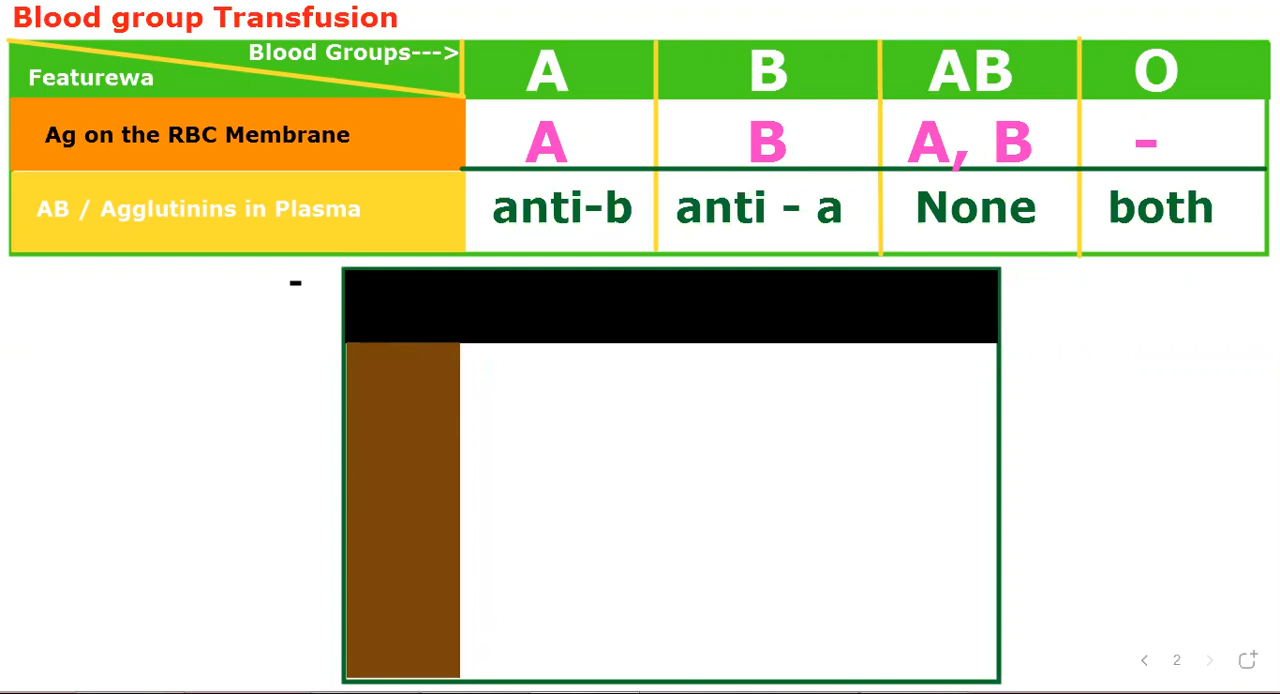 Blood group Transfusion
Blood Groups---> A B AB O
Featurewa
Ag on the RBC Membrane A B A, B -
AB / Agglutinins in Plasma anti-b anti - a None both
-
2